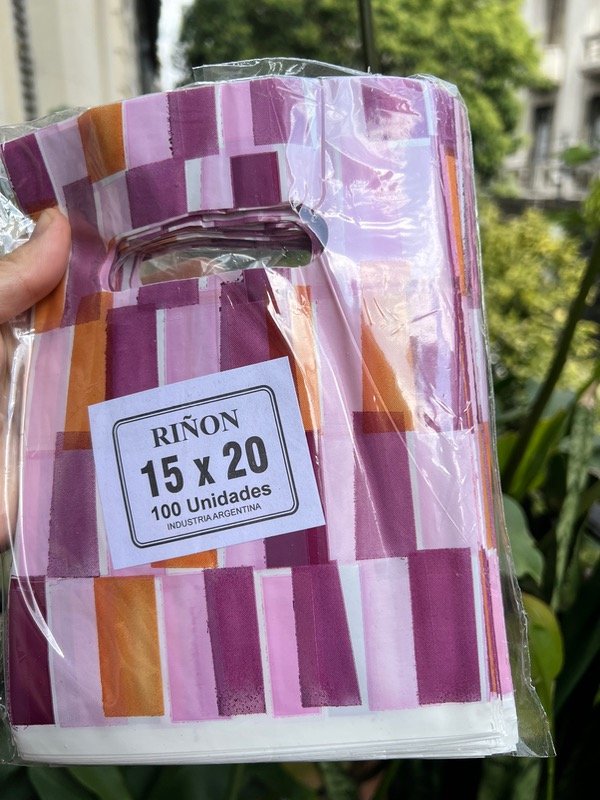 RIÑON
15 x 20
100 Unidades
INDUSTRIA ARGENTINA